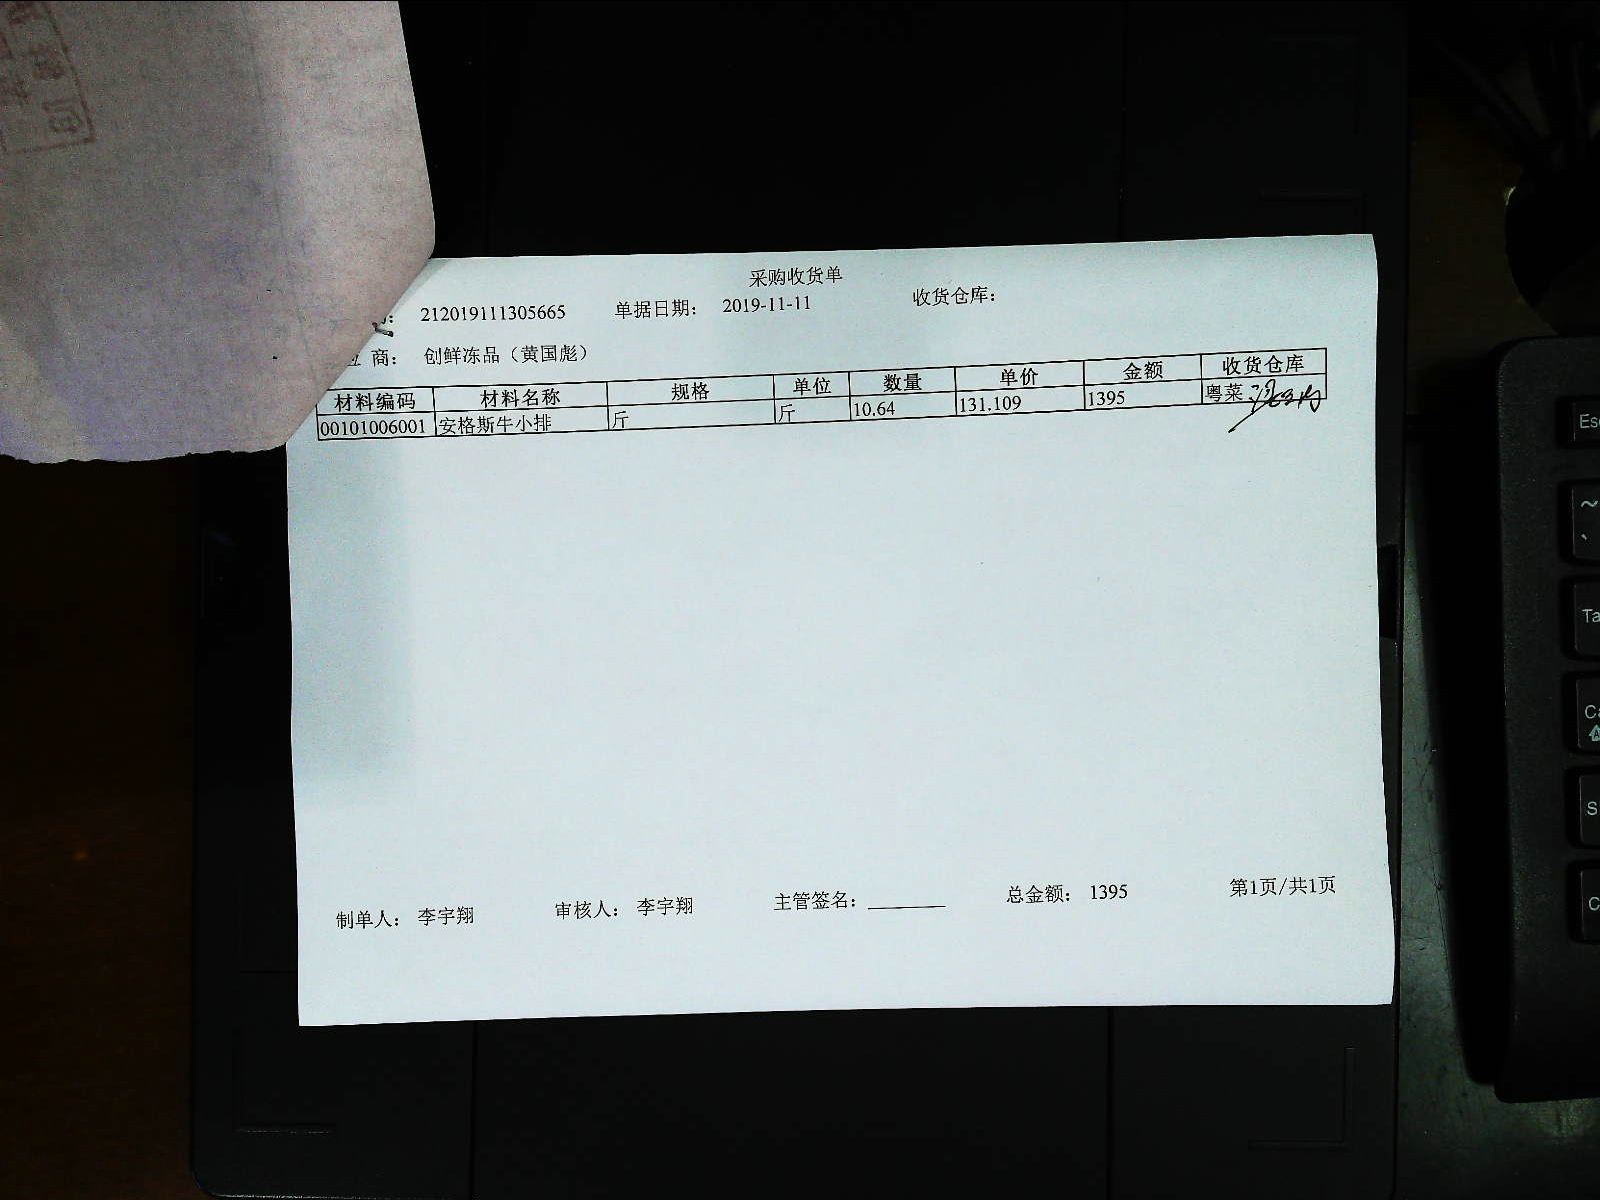 采购收货单
212019111305665 单据日期： 2019-11-11 收货仓库：
商： 创鲜冻品（黄国彪）
材料编码 材料名称 规格 单位 数量 单价 金额 收货仓库
00101006001 安格斯牛小排 斤 斤 10.64 131.109 1395 粤菜
制单人： 李宇翔 审核人： 李宇翔 主管签名： 总金额： 1395 第1页/共1页
Esc
~
Ta
Ca
S
C